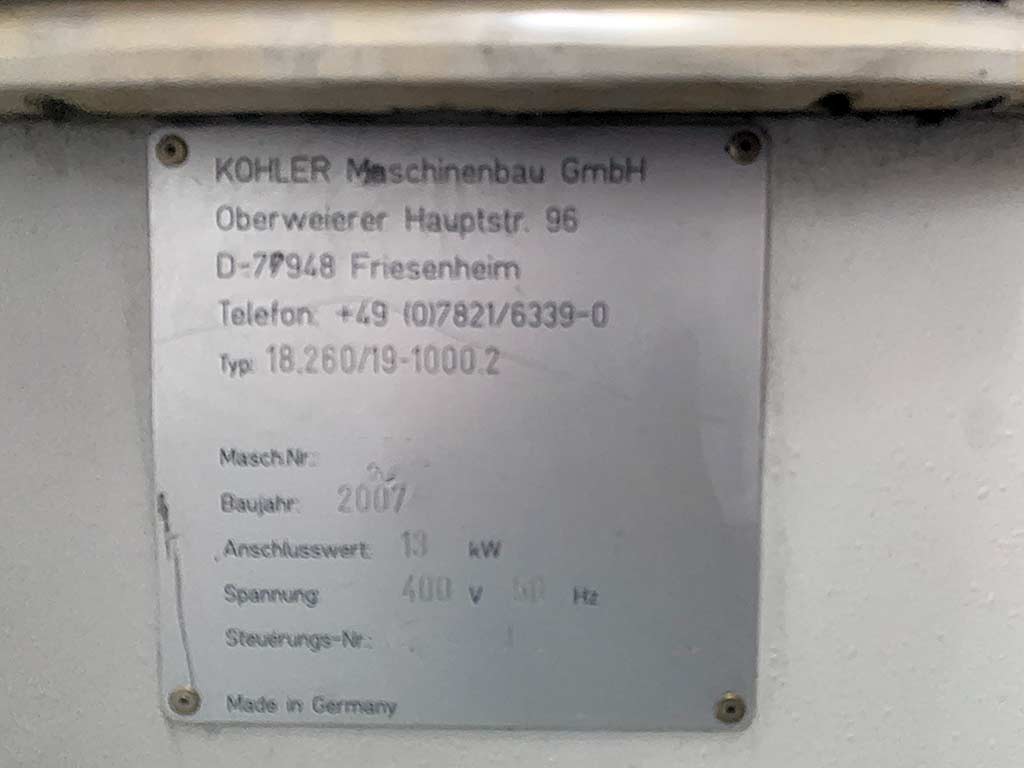 KOHLER Maschinenbau GmbH
Oberweierer Hauptstr. 96
D-77948 Friesenheim
Telefon: +49 (0)7821/6339-0
Typ: 18.260/19-1000.2
Masch.Nr.:
Baujahr: 2007
Anschlusswert: 13 kW
Spannung: 400 V 50 Hz
Steuerungs-Nr.:
Made in Germany